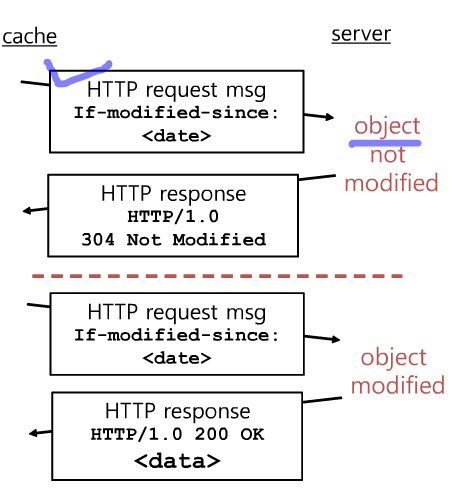 cache
server
HTTP request msg
If-modified-since:
<date>
object
not
modified
HTTP response
HTTP/1.0
304 Not Modified
HTTP request msg
If-modified-since:
<date>
object
modified
HTTP response
HTTP/1.0 200 OK
<data>